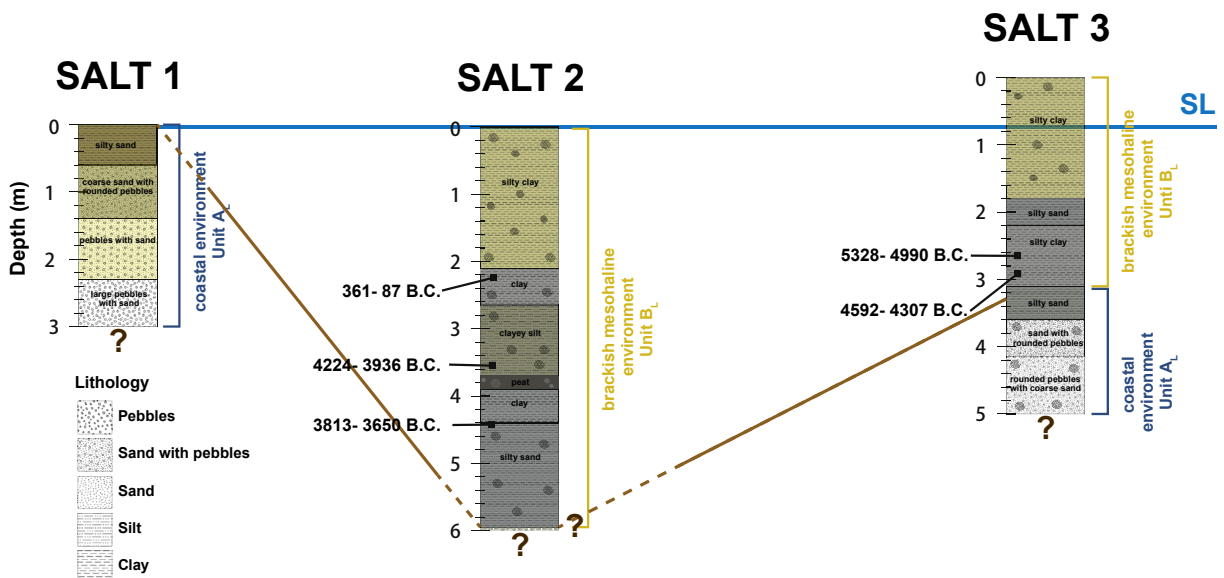 SALT 1
SALT 2
SALT 3
SL
Depth (m)
0
1
2
3
silty sand
coarse sand with
rounded pebbles
pebbles with sand
large pebbles
with sand
?
coastal environment
Unit A_L
0
1
2
3
4
5
6
silty clay
clay
clayey silt
peat
clay
silty sand
?
?
361- 87 B.C.
4224- 3936 B.C.
3813- 3650 B.C.
brackish mesohaline
environment
Unit B_L
0
1
2
3
4
5
silty clay
silty sand
silty clay
silty sand
sand with
rounded pebbles
rounded pebbles
with coarse sand
?
5328- 4990 B.C.
4592- 4307 B.C.
brackish mesohaline
environment
Unti B_L
coastal
environment
Unit A_L
Lithology
Pebbles
Sand with pebbles
Sand
Silt
Clay